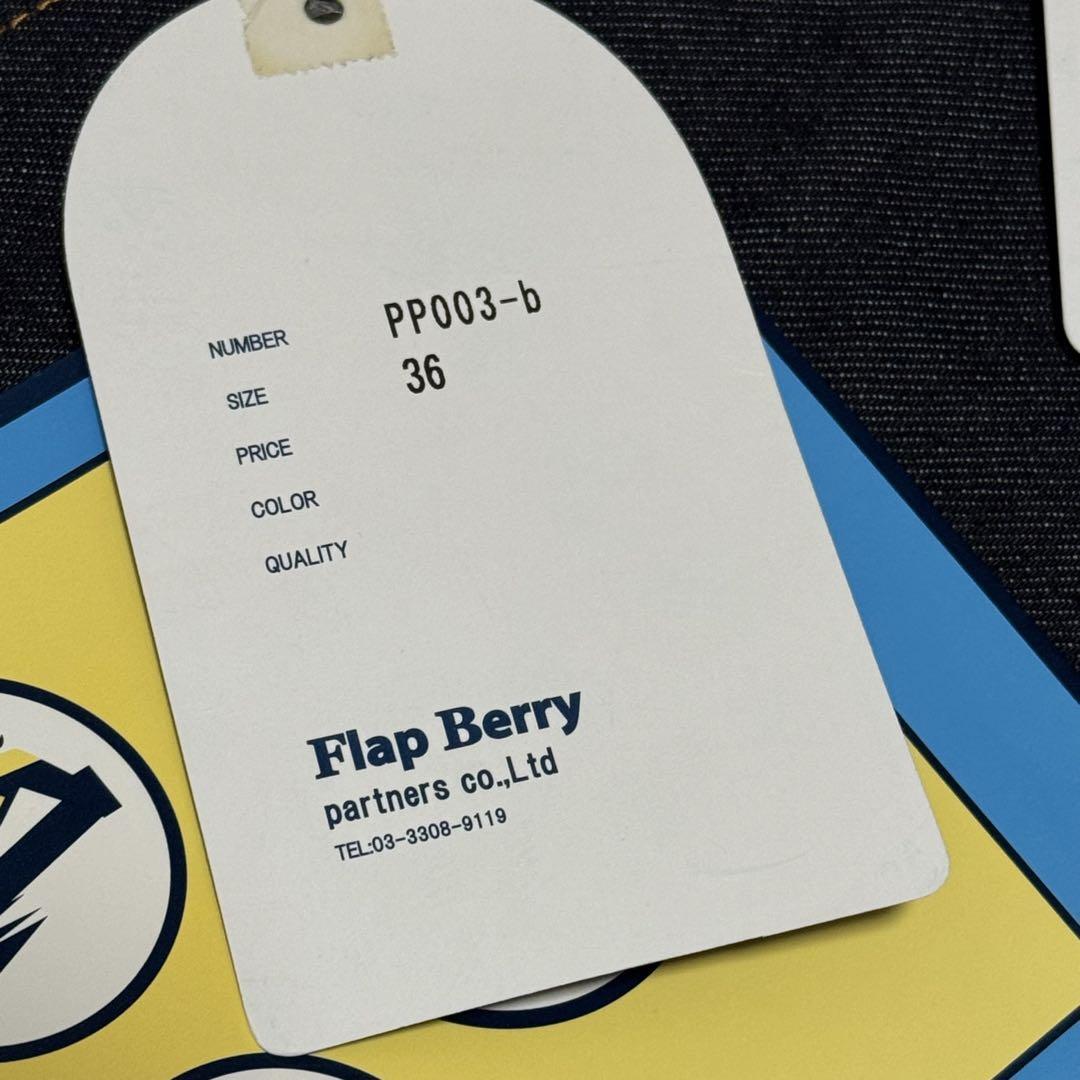 NUMBER PP003-b
SIZE 36
PRICE
COLOR
QUALITY
Flap Berry
partners co.,Ltd
TEL:03-3308-9119